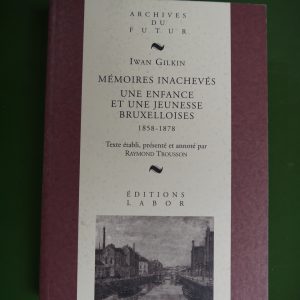 ARCHIVES
DU
FUTUR
IWAN GILKIN
MÉMOIRES INACHEVÉS
UNE ENFANCE
ET UNE JEUNESSE
BRUXELLOISES
1858-1878
Texte établi, présenté et annoté par
RAYMOND TROUSSON
ÉDITIONS
LABOR